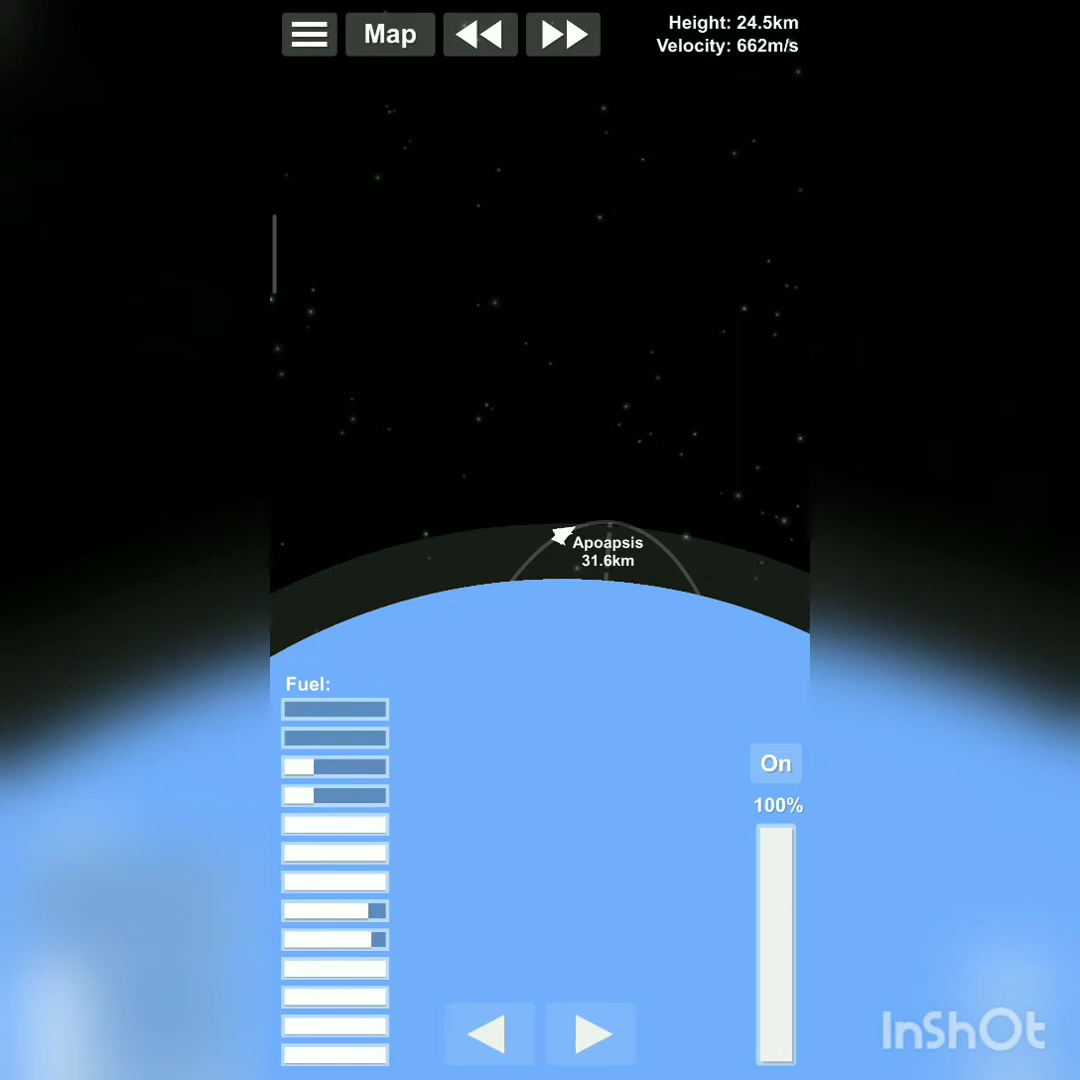 Map
Height: 24.5km
Velocity: 662m/s
Apoapsis
31.6km
Fuel:
On
100%
InShOt